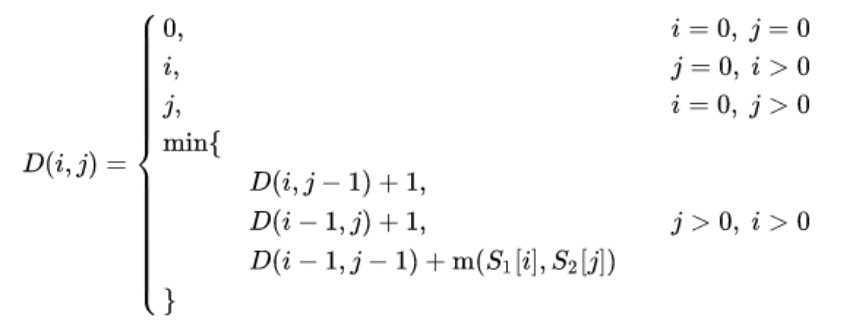 0, i = 0, j = 0
i, j = 0, i > 0
j, i = 0, j > 0
min{
D(i, j) =
D(i, j − 1) + 1,
D(i − 1, j) + 1, j > 0, i > 0
D(i − 1, j − 1) + m(S₁[i], S₂[j])
}